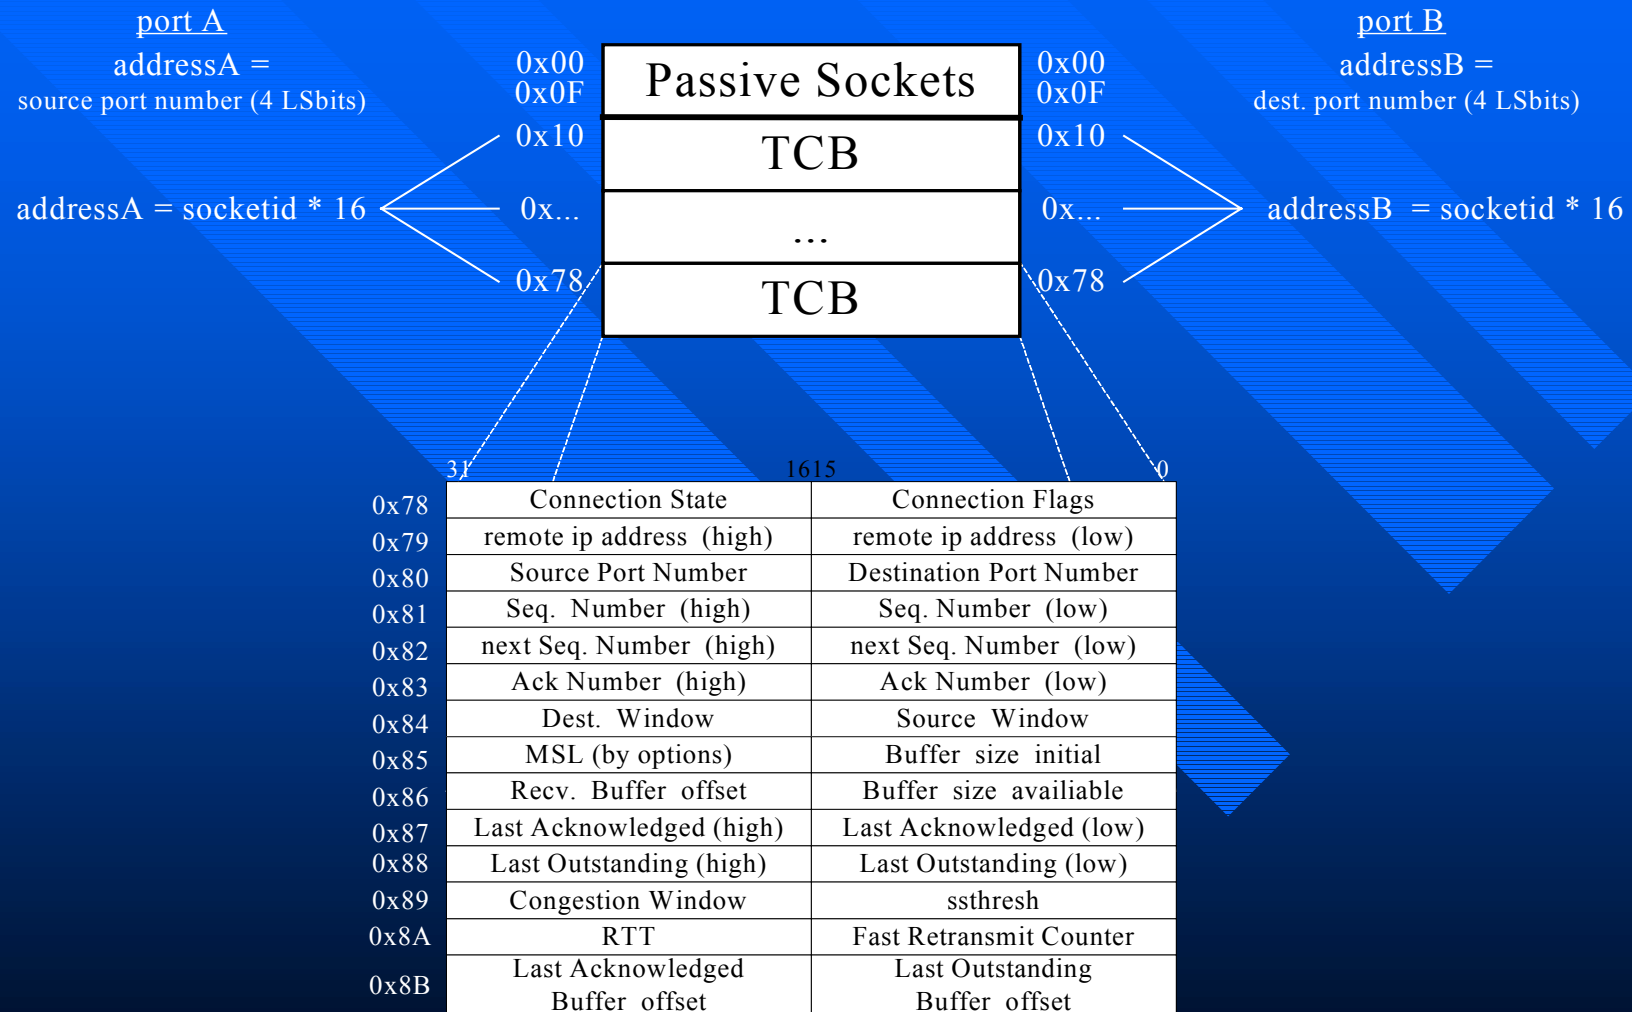 port A
addressA =
source port number (4 LSbits)
port B
addressB =
dest. port number (4 LSbits)
0x00
0x0F
Passive Sockets
0x00
0x0F
0x10
TCB
0x10
addressA = socketid * 16
0x...
...
0x...
addressB = socketid * 16
0x78
TCB
0x78
31 1615 0
0x78 Connection State Connection Flags
0x79 remote ip address (high) remote ip address (low)
0x80 Source Port Number Destination Port Number
0x81 Seq. Number (high) Seq. Number (low)
0x82 next Seq. Number (high) next Seq. Number (low)
0x83 Ack Number (high) Ack Number (low)
0x84 Dest. Window Source Window
0x85 MSL (by options) Buffer size initial
0x86 Recv. Buffer offset Buffer size availiable
0x87 Last Acknowledged (high) Last Acknowledged (low)
0x88 Last Outstanding (high) Last Outstanding (low)
0x89 Congestion Window ssthresh
0x8A RTT Fast Retransmit Counter
0x8B
Last Acknowledged
Buffer offset
Last Outstanding
Buffer offset